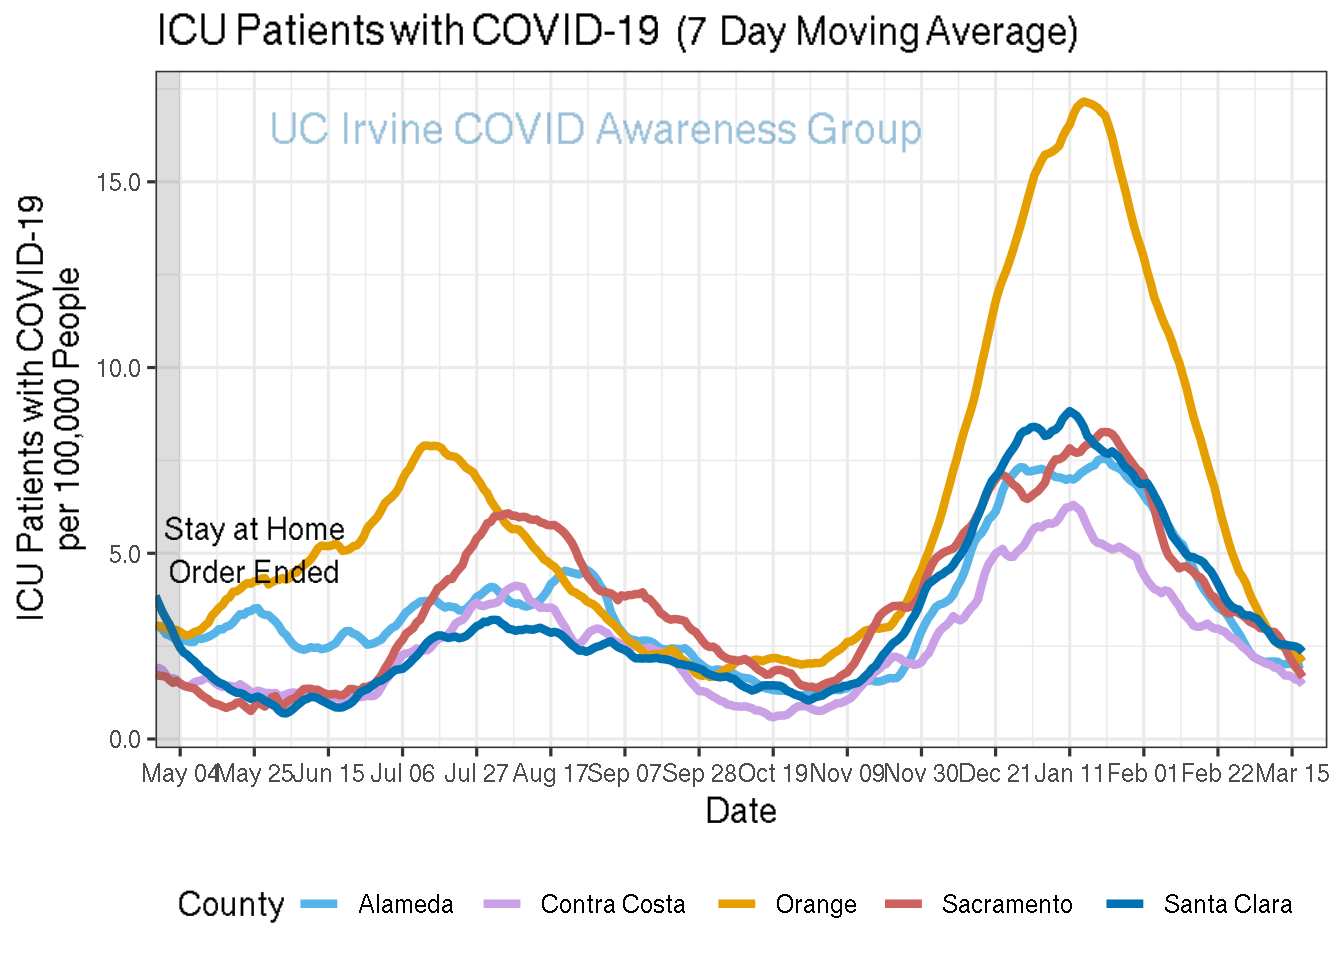 ICU Patients with COVID-19 (7 Day Moving Average)
UC Irvine COVID Awareness Group
ICU Patients with COVID-19
per 100,000 People
15.0
10.0
5.0
0.0
Stay at Home
Order Ended
May 04 May 25 Jun 15 Jul 06 Jul 27 Aug 17 Sep 07 Sep 28 Oct 19 Nov 09 Nov 30 Dec 21 Jan 11 Feb 01 Feb 22 Mar 15
Date
County Alameda Contra Costa Orange Sacramento Santa Clara